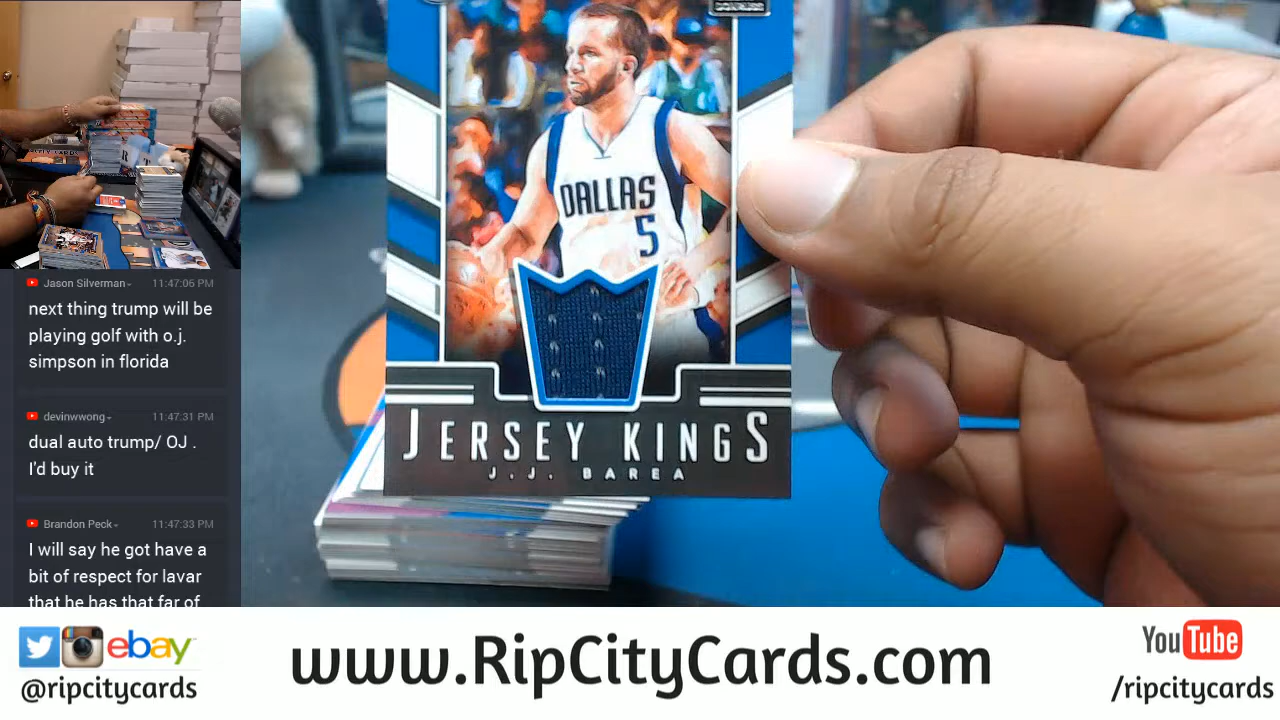 DONRUSS
DALLAS
5
JERSEY KINGS
J.J. BAREA
Jason Silverman
11:47:06 PM
next thing trump will be
playing golf with o.j.
simpson in florida
devinwwong
11:47:31 PM
dual auto trump/ OJ .
I'd buy it
Brandon Peck
11:47:33 PM
I will say he got have a
bit of respect for lavar
that he has that far of
ebay
@ripcitycards
www.RipCityCards.com
YouTube
/ripcitycards